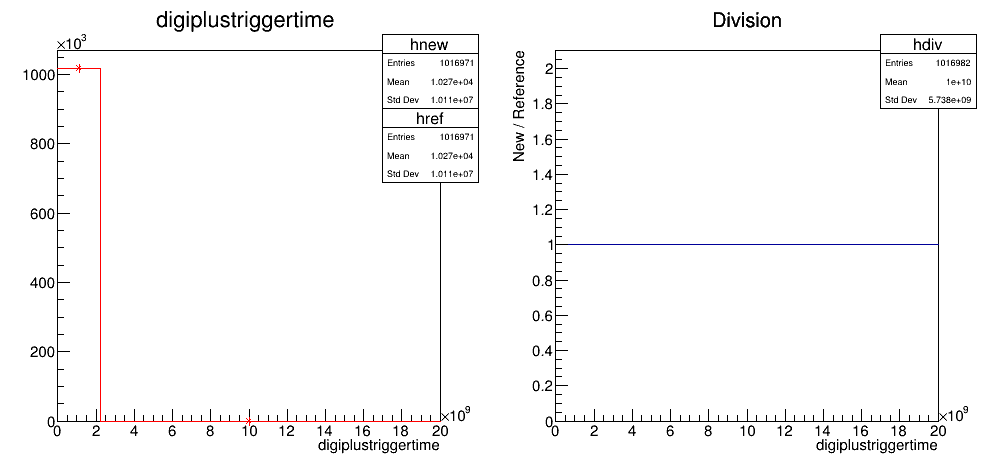 digiplustriggertime
×10³
hnew
Entries 1016971
Mean 1.027e+04
Std Dev 1.011e+07
href
Entries 1016971
Mean 1.027e+04
Std Dev 1.011e+07
1000
800
600
400
200
0
0 2 4 6 8 10 12 14 16 18 20
×10⁹
digiplustriggertime
Division
hdiv
Entries 1016982
Mean 1e+10
Std Dev 5.738e+09
New / Reference
2
1.8
1.6
1.4
1.2
1
0.8
0.6
0.4
0.2
0
0 2 4 6 8 10 12 14 16 18 20
×10⁹
digiplustriggertime